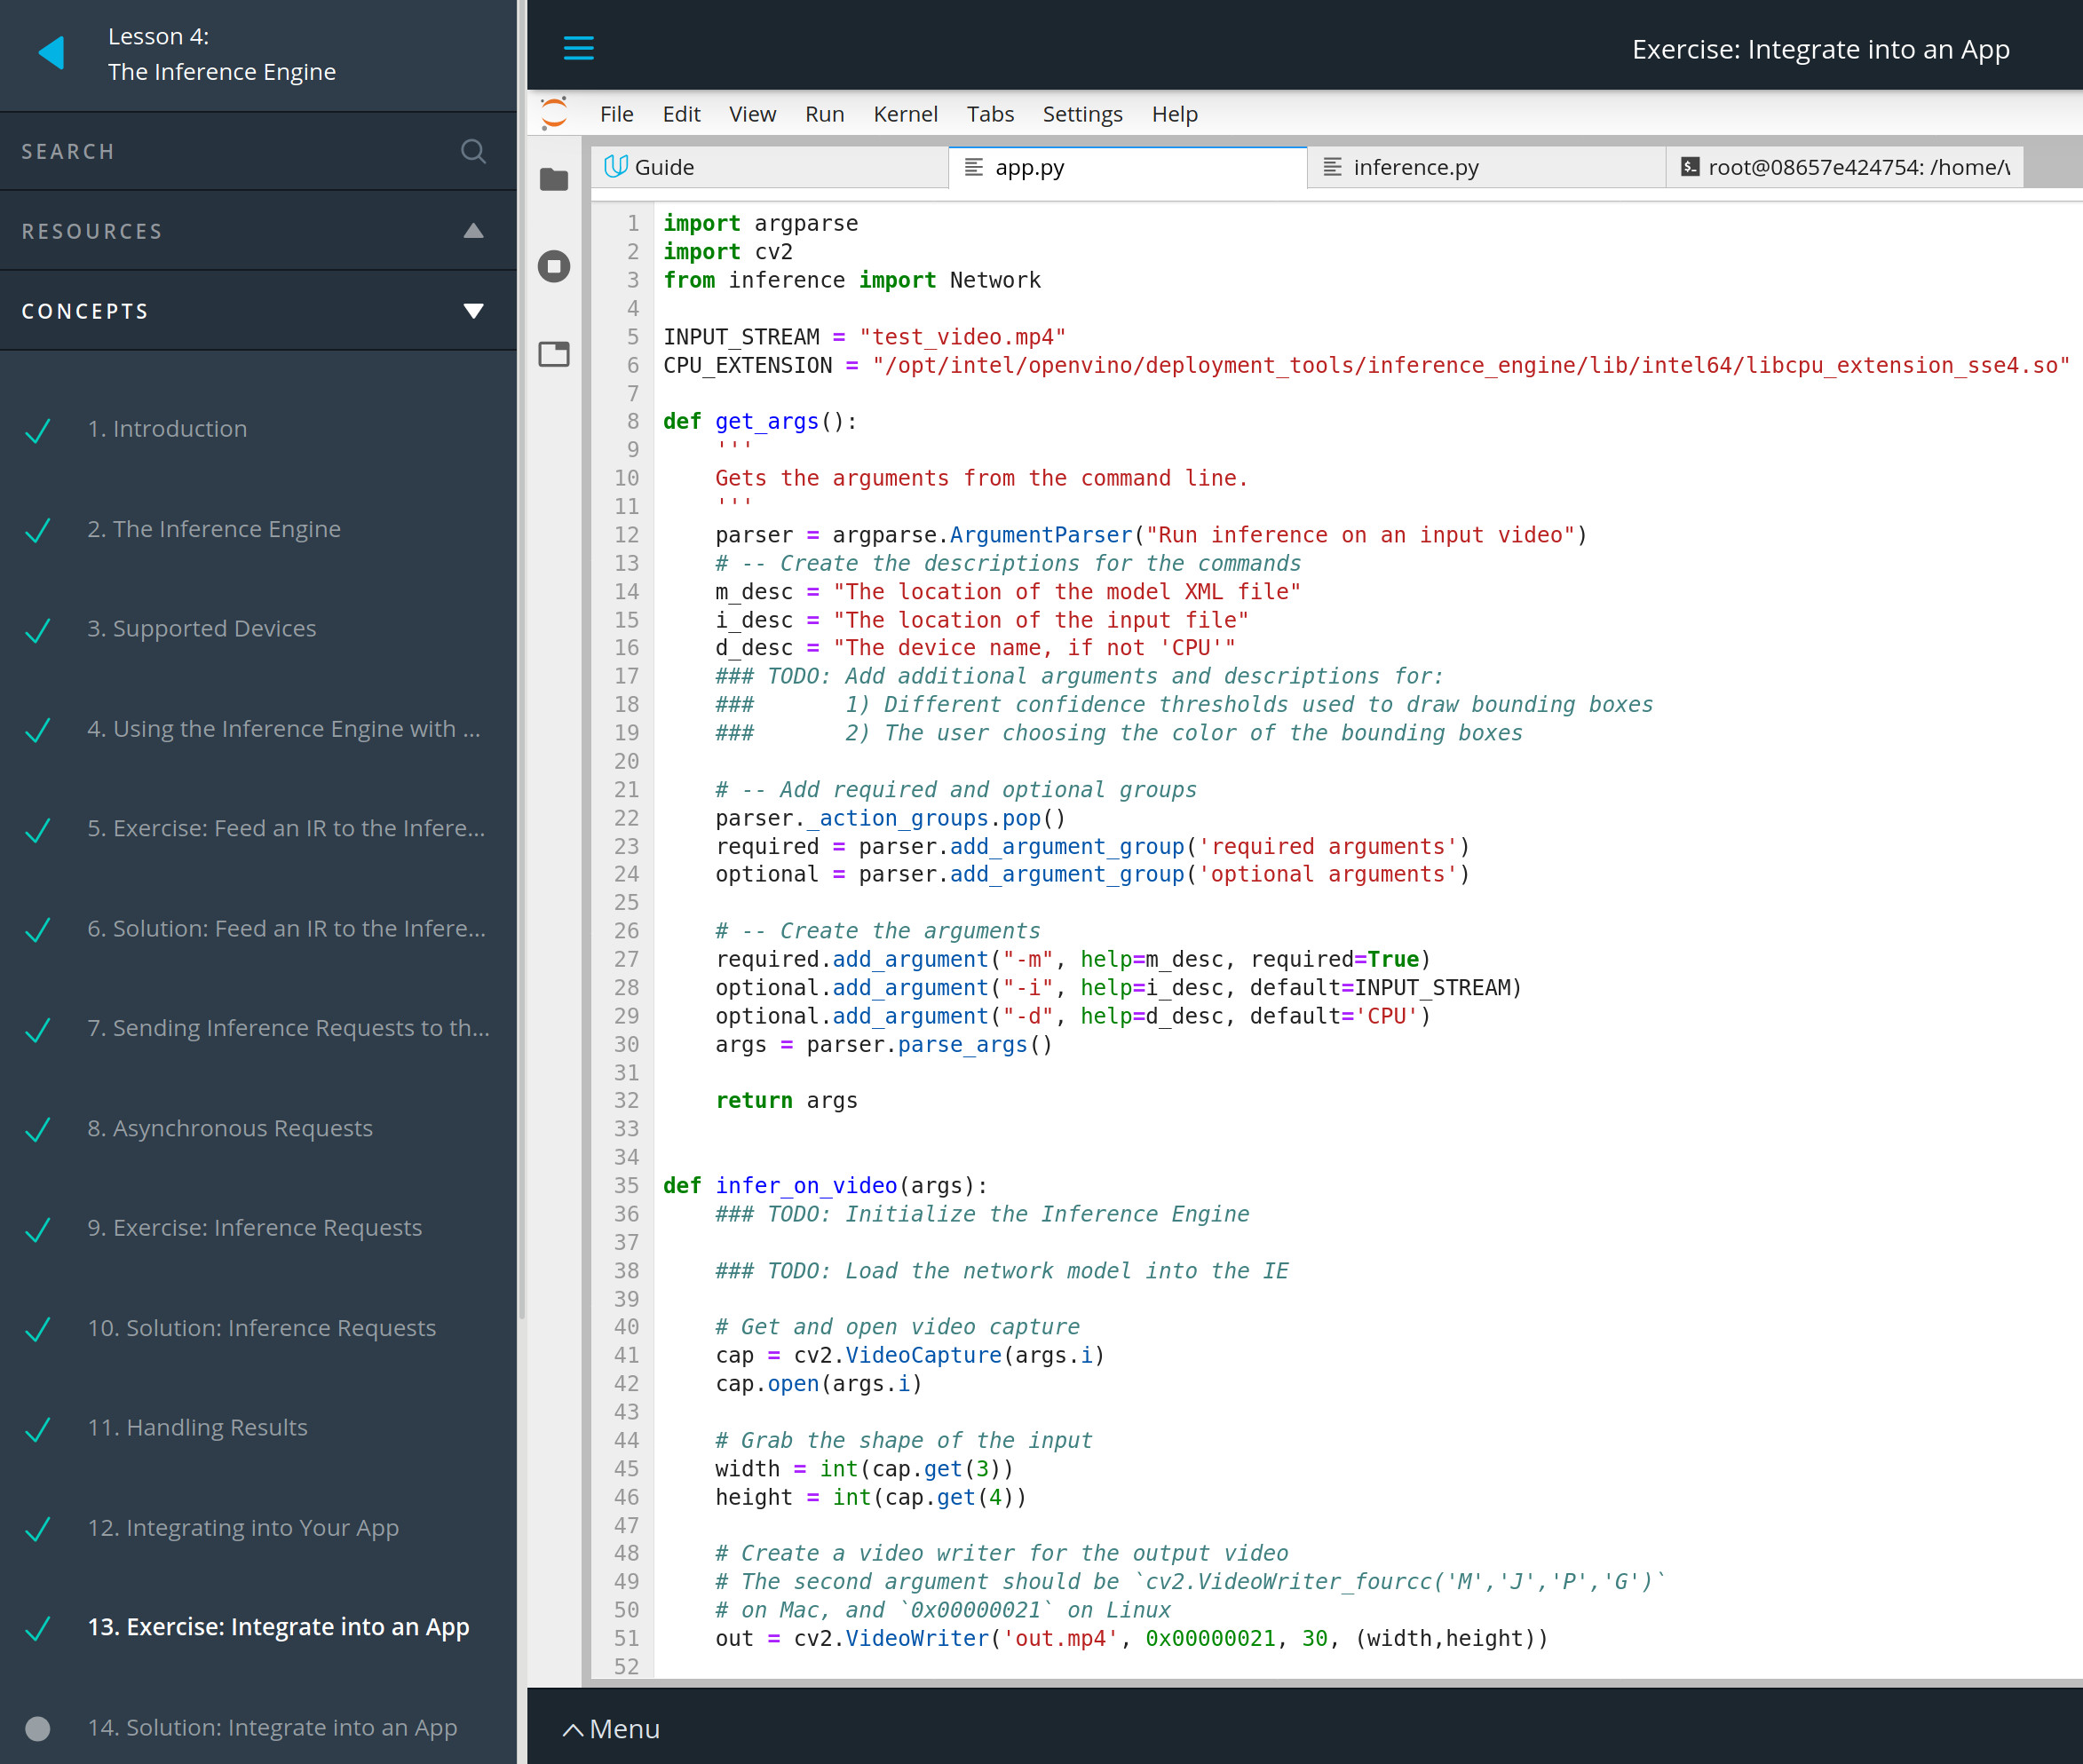 Lesson 4:
The Inference Engine
SEARCH
RESOURCES
CONCEPTS
1. Introduction
2. The Inference Engine
3. Supported Devices
4. Using the Inference Engine with ...
5. Exercise: Feed an IR to the Infere...
6. Solution: Feed an IR to the Infere...
7. Sending Inference Requests to th...
8. Asynchronous Requests
9. Exercise: Inference Requests
10. Solution: Inference Requests
11. Handling Results
12. Integrating into Your App
13. Exercise: Integrate into an App
14. Solution: Integrate into an App
Exercise: Integrate into an App
File Edit View Run Kernel Tabs Settings Help
Guide app.py inference.py root@08657e424754: /home/
1 import argparse
2 import cv2
3 from inference import Network
4
5 INPUT_STREAM = "test_video.mp4"
6 CPU_EXTENSION = "/opt/intel/openvino/deployment_tools/inference_engine/lib/intel64/libcpu_extension_sse4.so"
7
8 def get_args():
9     '''
10     Gets the arguments from the command line.
11     '''
12     parser = argparse.ArgumentParser("Run inference on an input video")
13     # -- Create the descriptions for the commands
14     m_desc = "The location of the model XML file"
15     i_desc = "The location of the input file"
16     d_desc = "The device name, if not 'CPU'"
17     ### TODO: Add additional arguments and descriptions for:
18     ###       1) Different confidence thresholds used to draw bounding boxes
19     ###       2) The user choosing the color of the bounding boxes
20
21     # -- Add required and optional groups
22     parser._action_groups.pop()
23     required = parser.add_argument_group('required arguments')
24     optional = parser.add_argument_group('optional arguments')
25
26     # -- Create the arguments
27     required.add_argument("-m", help=m_desc, required=True)
28     optional.add_argument("-i", help=i_desc, default=INPUT_STREAM)
29     optional.add_argument("-d", help=d_desc, default='CPU')
30     args = parser.parse_args()
31
32     return args
33
34
35 def infer_on_video(args):
36     ### TODO: Initialize the Inference Engine
37
38     ### TODO: Load the network model into the IE
39
40     # Get and open video capture
41     cap = cv2.VideoCapture(args.i)
42     cap.open(args.i)
43
44     # Grab the shape of the input
45     width = int(cap.get(3))
46     height = int(cap.get(4))
47
48     # Create a video writer for the output video
49     # The second argument should be `cv2.VideoWriter_fourcc('M','J','P','G')`
50     # on Mac, and `0x00000021` on Linux
51     out = cv2.VideoWriter('out.mp4', 0x00000021, 30, (width,height))
52
Menu